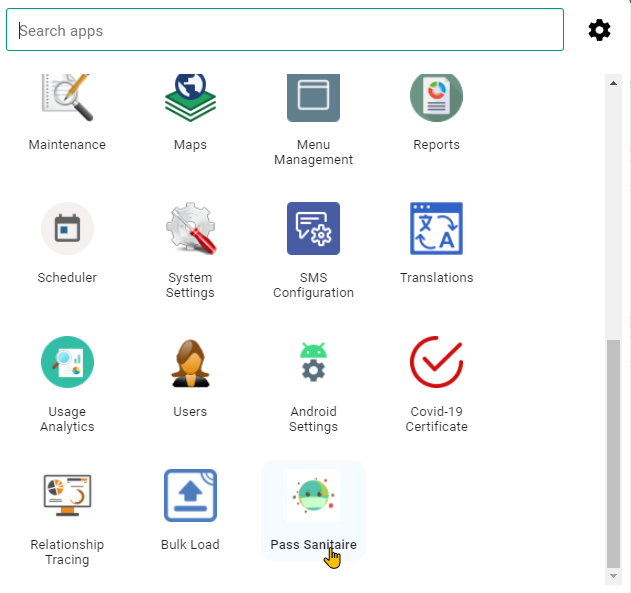 Search apps
Maintenance
Maps
Menu
Management
Reports
Scheduler
System
Settings
SMS
Configuration
Translations
Usage
Analytics
Users
Android
Settings
Covid-19
Certificate
Relationship
Tracing
Bulk Load
Pass Sanitaire